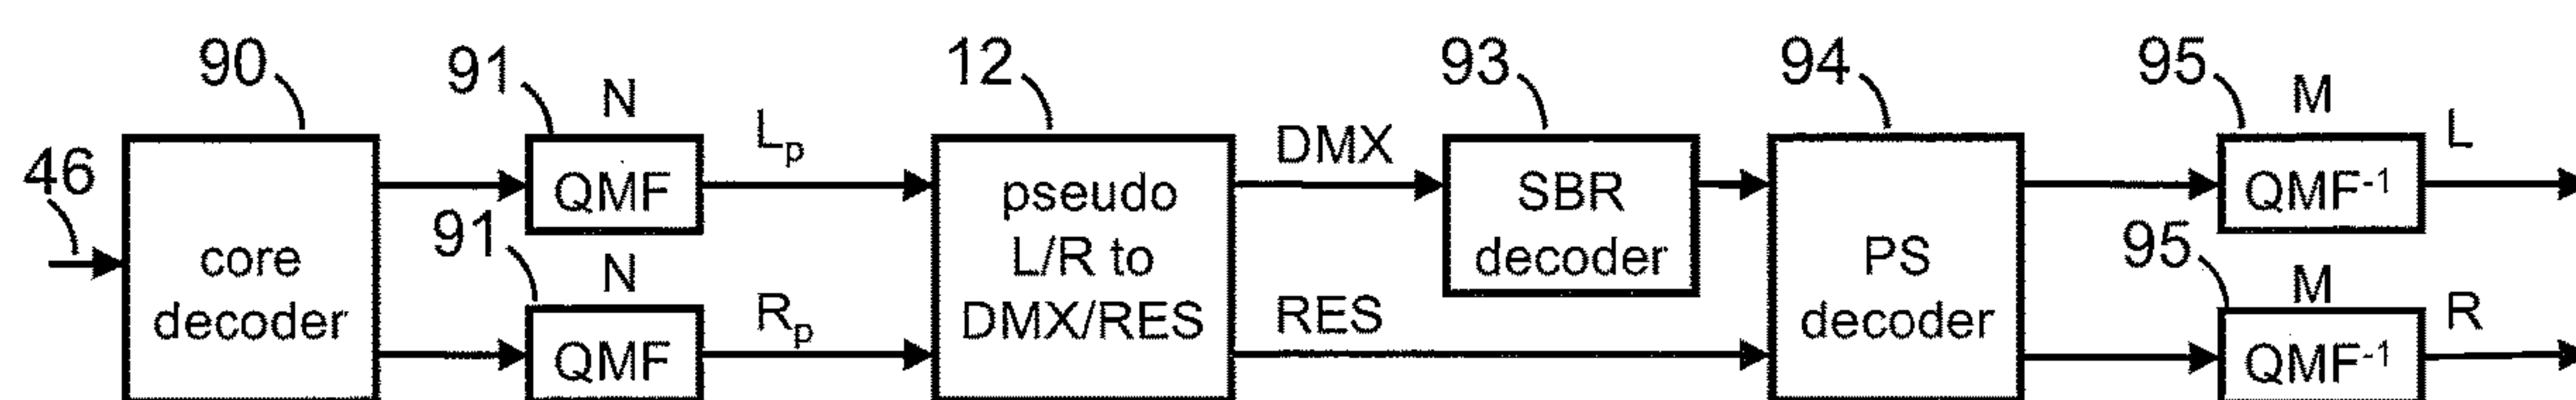 90
91
N
12
93
94
95
M
46
core
decoder
QMF
L_p
pseudo
L/R to
DMX/RES
DMX
SBR
decoder
PS
decoder
QMF⁻¹
L
91
N
QMF
R_p
RES
95
M
QMF⁻¹
R